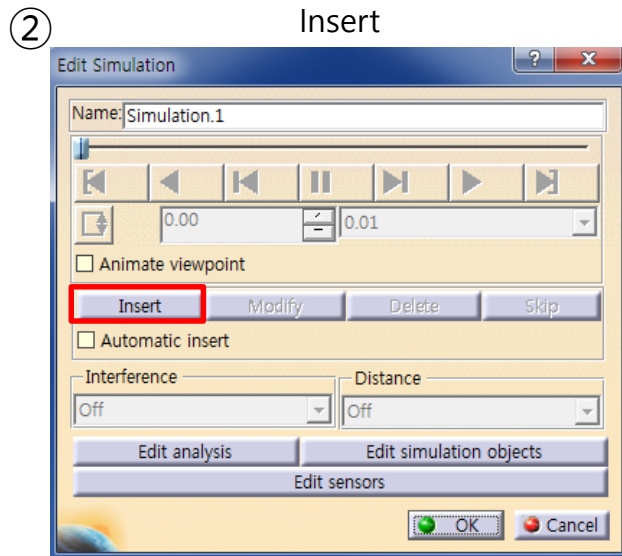 ② Insert
Edit Simulation ? X
Name: Simulation.1
0.00 0.01
Animate viewpoint
Insert Modify Delete Skip
Automatic insert
Interference Distance
Off Off
Edit analysis Edit simulation objects
Edit sensors
OK Cancel